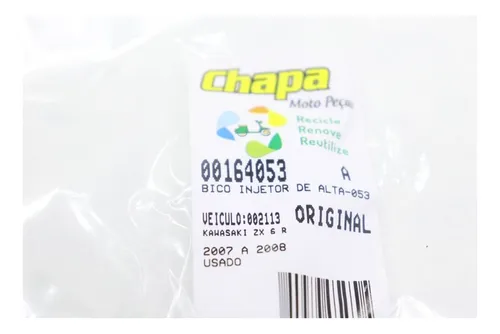 Chapa
Moto Peças
Recicle
Renove
Reutilize
00164053 A
BICO INJETOR DE ALTA-053
VEICULO:002113 ORIGINAL
KAWASAKI ZX 6 R
2007 A 2008
USADO